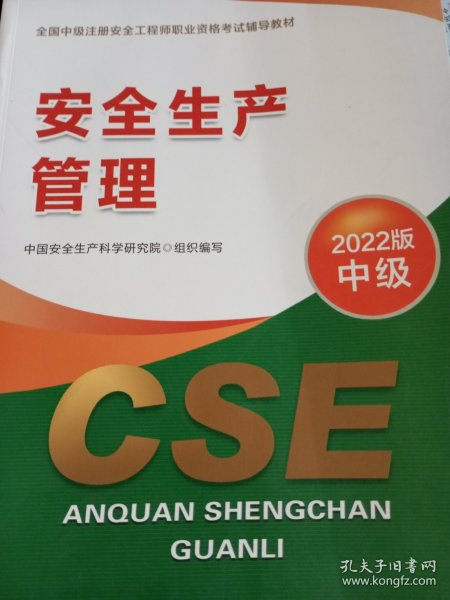 全国中级注册安全工程师职业资格考试辅导教材
安全生产
管理
中国安全生产科学研究院◎组织编写
2022版
中级
CSE
ANQUAN SHENGCHAN
GUANLI
孔夫子旧书网
www.kongfz.com